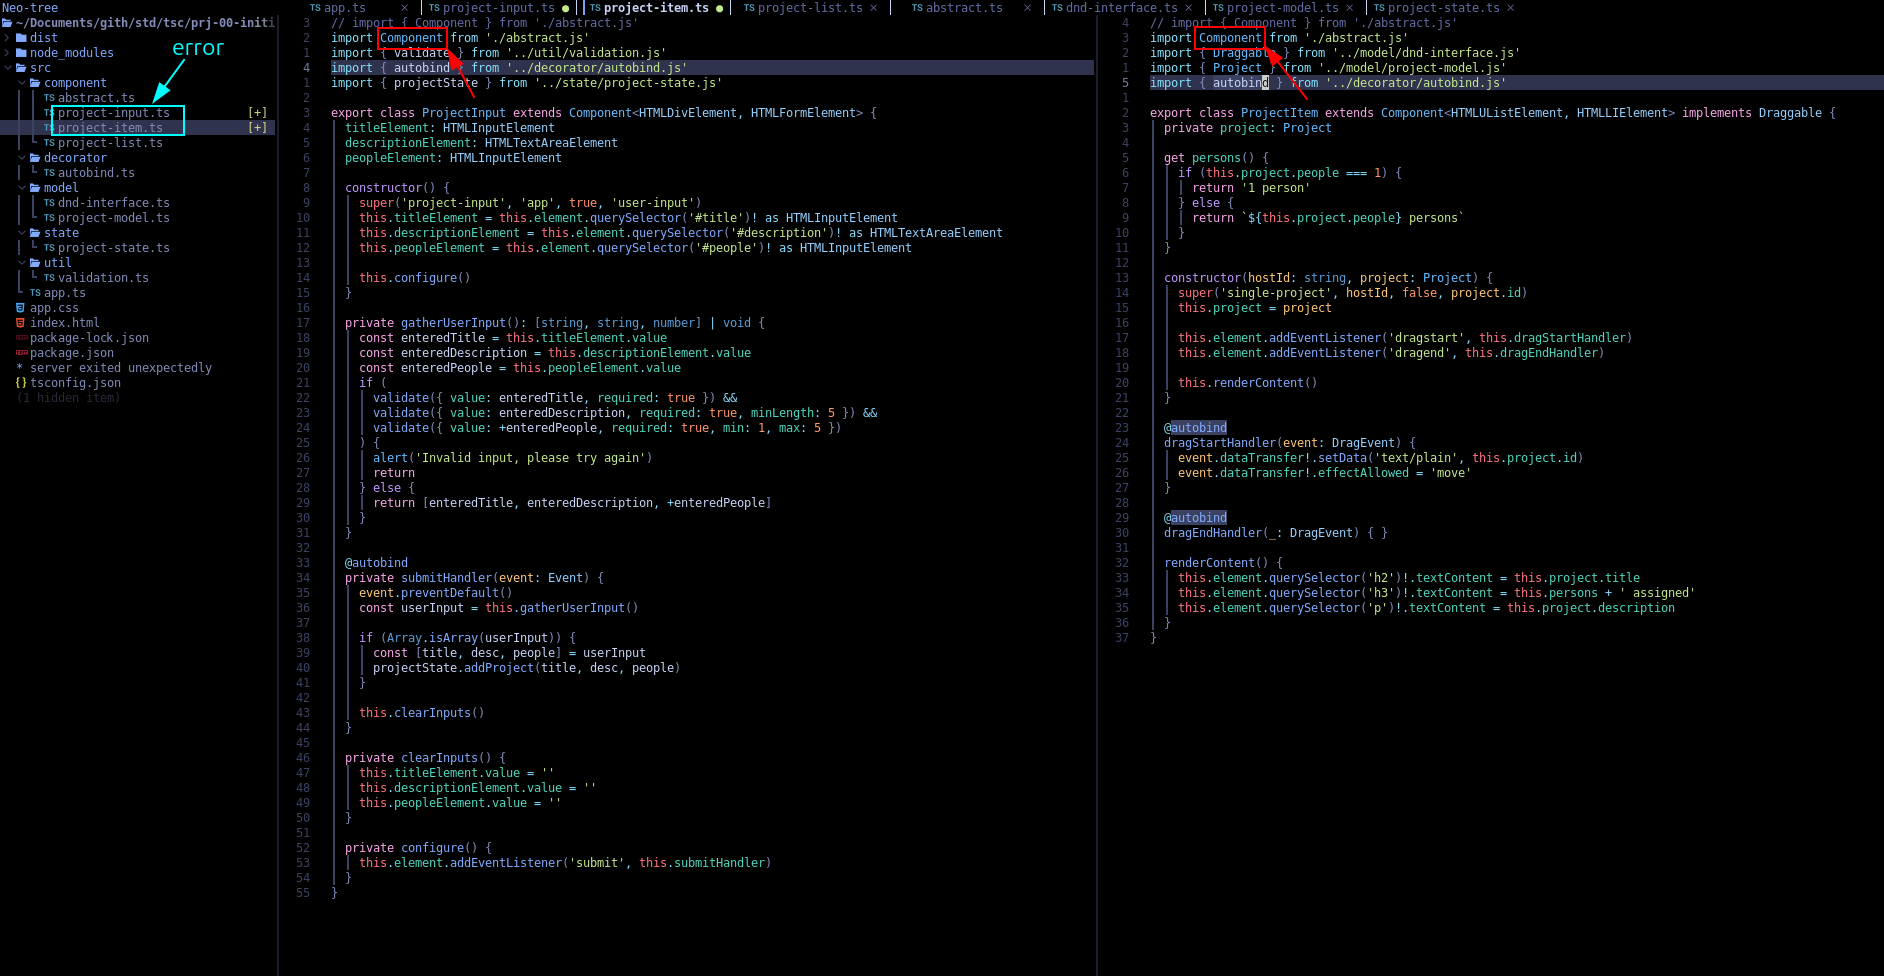 Neo-tree
~/Documents/gith/std/tsc/prj-00-initi
dist
node_modules
error
src
component
TS abstract.ts
TS project-input.ts [+]
TS project-item.ts [+]
TS project-list.ts
decorator
TS autobind.ts
model
TS dnd-interface.ts
TS project-model.ts
state
TS project-state.ts
util
TS validation.ts
TS app.ts
app.css
index.html
package-lock.json
package.json
* server exited unexpectedly
{} tsconfig.json
(1 hidden item)
TS app.ts × TS project-input.ts ● TS project-item.ts ● TS project-list.ts × TS abstract.ts × TS dnd-interface.ts × TS project-model.ts × TS project-state.ts ×
3 // import { Component } from './abstract.js'
2 import Component from './abstract.js'
1 import { validate } from '../util/validation.js'
4 import { autobind } from '../decorator/autobind.js'
1 import { projectState } from '../state/project-state.js'
2
3 export class ProjectInput extends Component<HTMLDivElement, HTMLFormElement> {
4 titleElement: HTMLInputElement
5 descriptionElement: HTMLTextAreaElement
6 peopleElement: HTMLInputElement
7
8 constructor() {
9 super('project-input', 'app', true, 'user-input')
10 this.titleElement = this.element.querySelector('#title')! as HTMLInputElement
11 this.descriptionElement = this.element.querySelector('#description')! as HTMLTextAreaElement
12 this.peopleElement = this.element.querySelector('#people')! as HTMLInputElement
13
14 this.configure()
15 }
16
17 private gatherUserInput(): [string, string, number] | void {
18 const enteredTitle = this.titleElement.value
19 const enteredDescription = this.descriptionElement.value
20 const enteredPeople = this.peopleElement.value
21 if (
22 validate({ value: enteredTitle, required: true }) &&
23 validate({ value: enteredDescription, required: true, minLength: 5 }) &&
24 validate({ value: +enteredPeople, required: true, min: 1, max: 5 })
25 ) {
26 alert('Invalid input, please try again')
27 return
28 } else {
29 return [enteredTitle, enteredDescription, +enteredPeople]
30 }
31 }
32
33 @autobind
34 private submitHandler(event: Event) {
35 event.preventDefault()
36 const userInput = this.gatherUserInput()
37
38 if (Array.isArray(userInput)) {
39 const [title, desc, people] = userInput
40 projectState.addProject(title, desc, people)
41 }
42
43 this.clearInputs()
44 }
45
46 private clearInputs() {
47 this.titleElement.value = ''
48 this.descriptionElement.value = ''
49 this.peopleElement.value = ''
50 }
51
52 private configure() {
53 this.element.addEventListener('submit', this.submitHandler)
54 }
55 }
4 // import { Component } from './abstract.js'
3 import Component from './abstract.js'
2 import { Draggable } from '../model/dnd-interface.js'
1 import { Project } from '../model/project-model.js'
5 import { autobind } from '../decorator/autobind.js'
1
2 export class ProjectItem extends Component<HTMLUListElement, HTMLLIElement> implements Draggable {
3 private project: Project
4
5 get persons() {
6 if (this.project.people === 1) {
7 return '1 person'
8 } else {
9 return `${this.project.people} persons`
10 }
11 }
12
13 constructor(hostId: string, project: Project) {
14 super('single-project', hostId, false, project.id)
15 this.project = project
16
17 this.element.addEventListener('dragstart', this.dragStartHandler)
18 this.element.addEventListener('dragend', this.dragEndHandler)
19
20 this.renderContent()
21 }
22
23 @autobind
24 dragStartHandler(event: DragEvent) {
25 event.dataTransfer!.setData('text/plain', this.project.id)
26 event.dataTransfer!.effectAllowed = 'move'
27 }
28
29 @autobind
30 dragEndHandler(_: DragEvent) { }
31
32 renderContent() {
33 this.element.querySelector('h2')!.textContent = this.project.title
34 this.element.querySelector('h3')!.textContent = this.persons + ' assigned'
35 this.element.querySelector('p')!.textContent = this.project.description
36 }
37 }